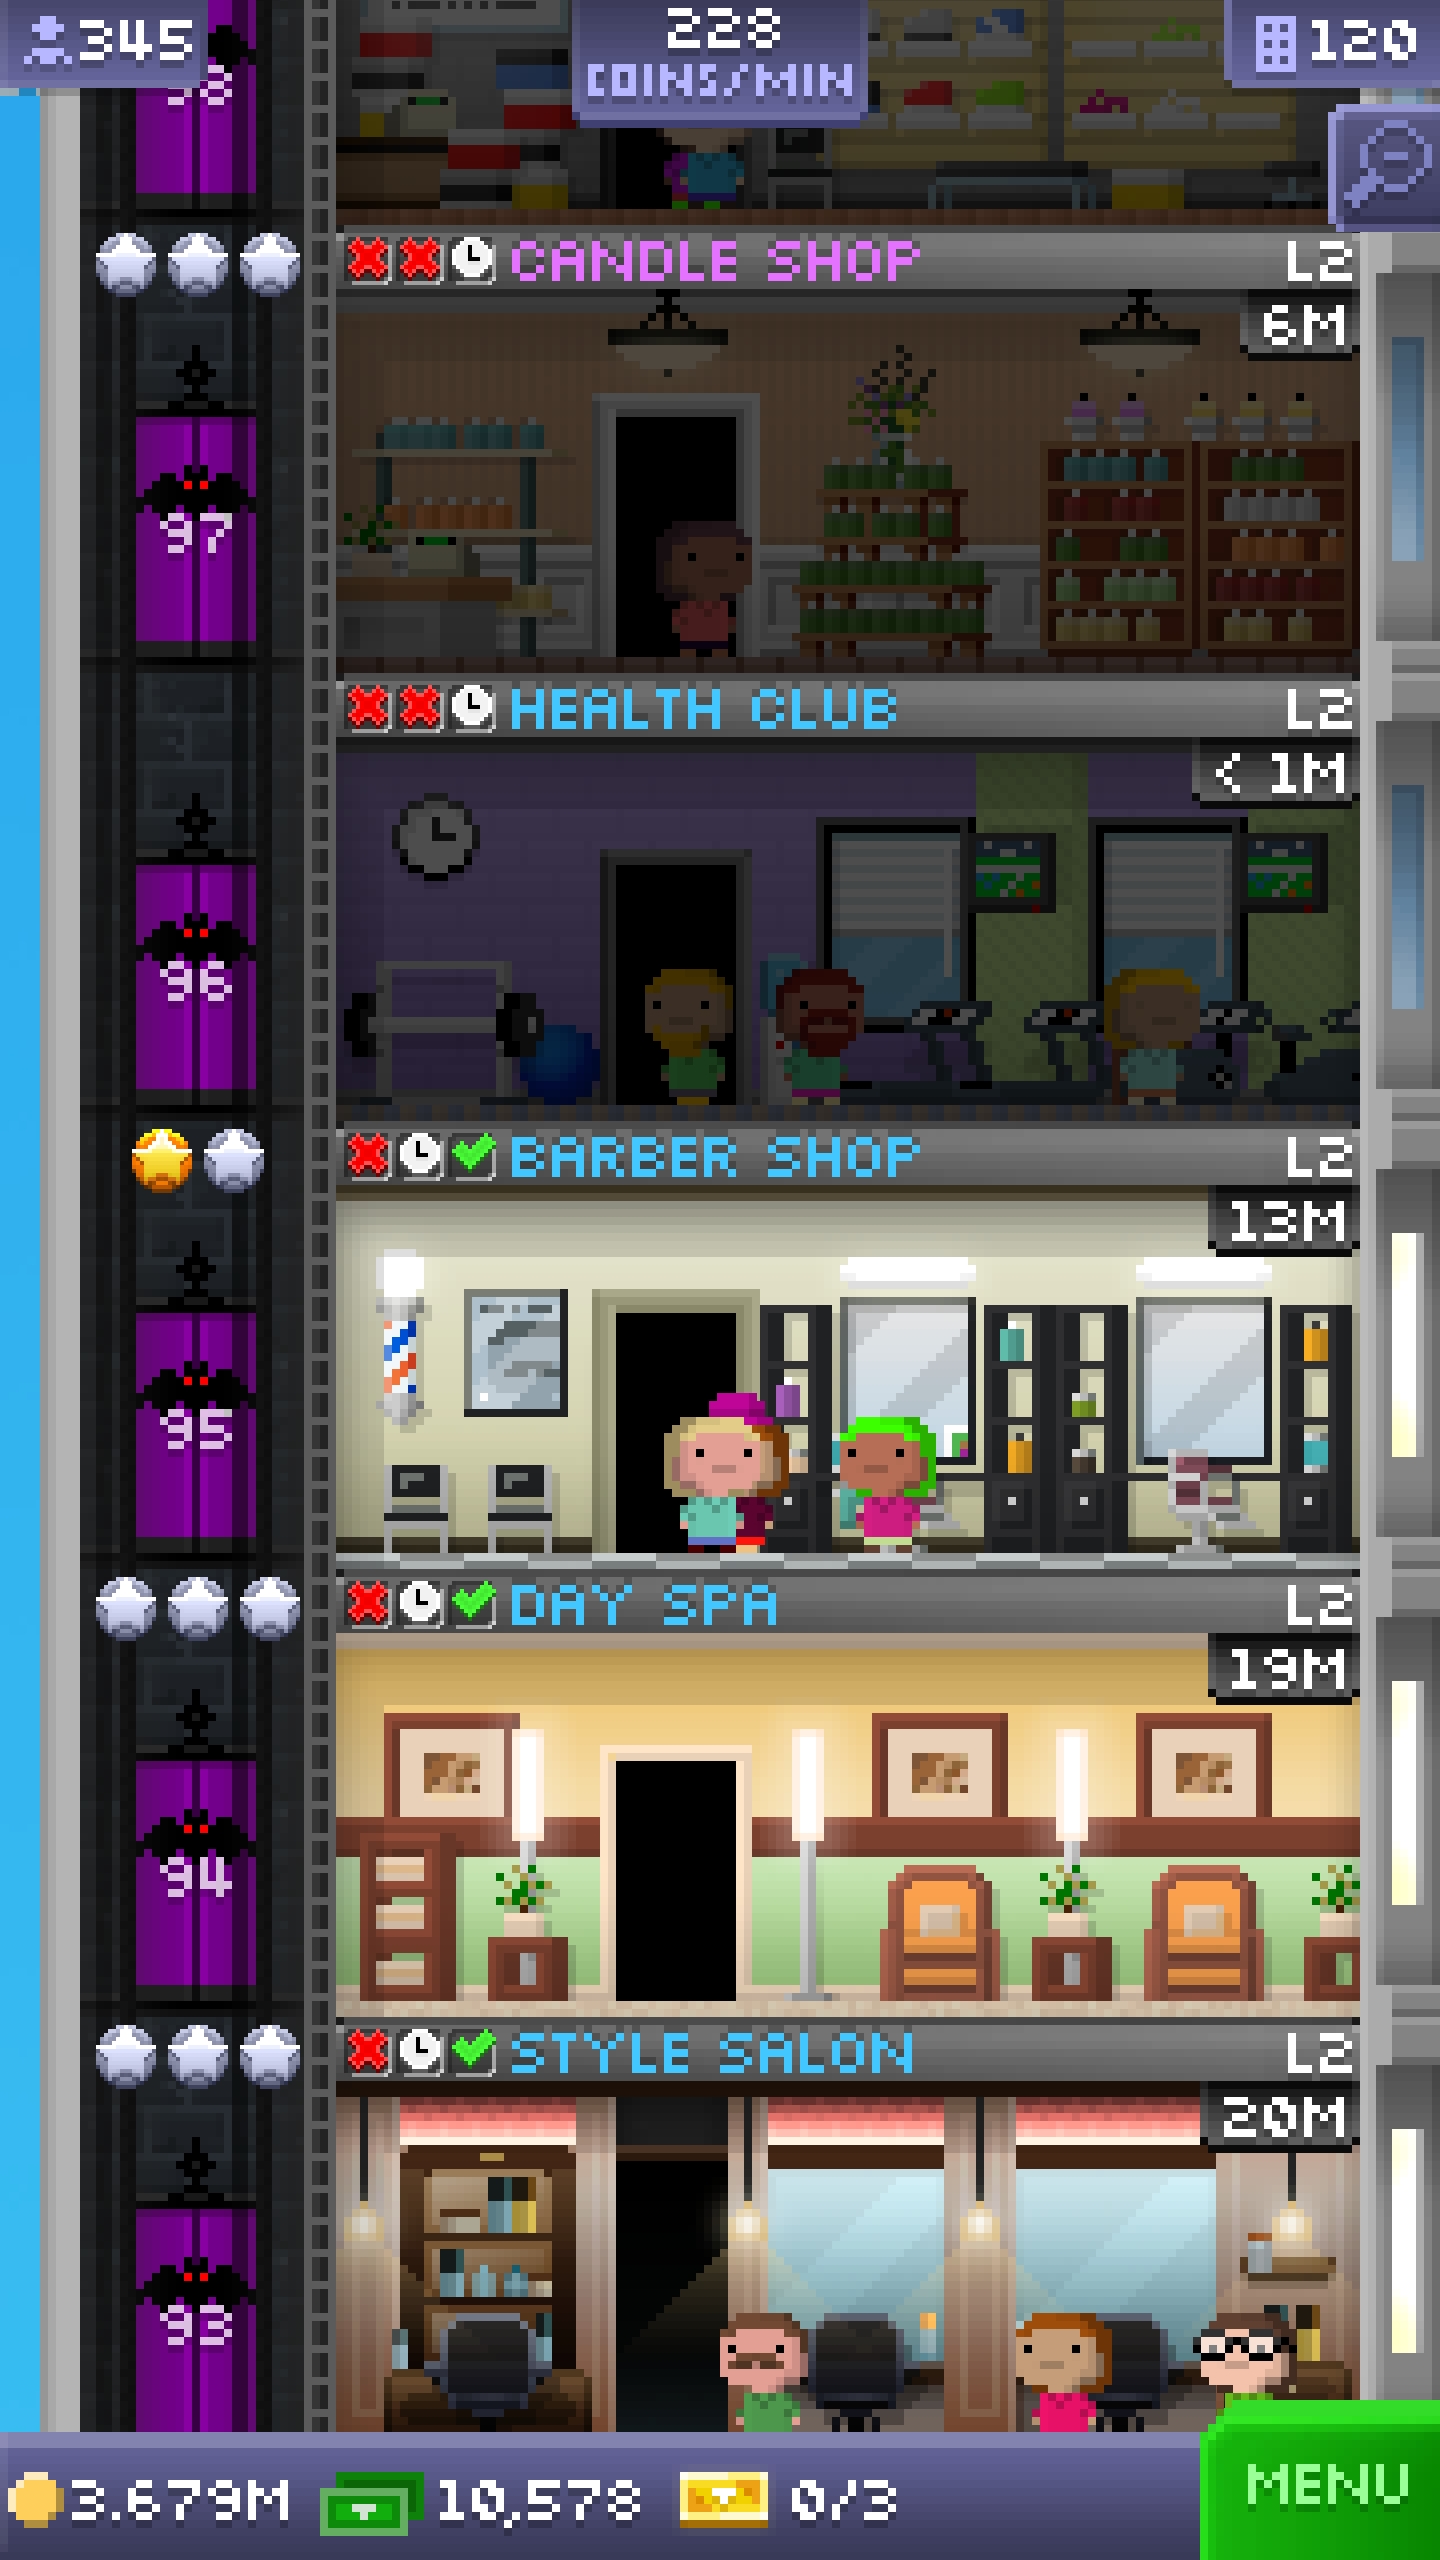 345
228
COINS/MIN
120
98
CANDLE SHOP L2
6M
97
HEALTH CLUB L2
< 1M
96
BARBER SHOP L2
13M
95
DAY SPA L2
19M
94
STYLE SALON L2
20M
93
3.679M 10,578 0/3 MENU